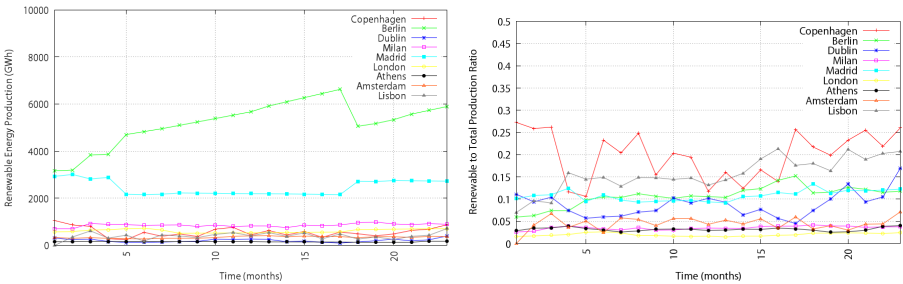 Renewable Energy Production (GWh)
10000
8000
6000
4000
2000
0
Copenhagen
Berlin
Dublin
Milan
Madrid
London
Athens
Amsterdam
Lisbon
5
10
15
20
Time (months)
Renewable to Total Production Ratio
0.5
0.45
0.4
0.35
0.3
0.25
0.2
0.15
0.1
0.05
0
Copenhagen
Berlin
Dublin
Milan
Madrid
London
Athens
Amsterdam
Lisbon
5
10
15
20
Time (months)